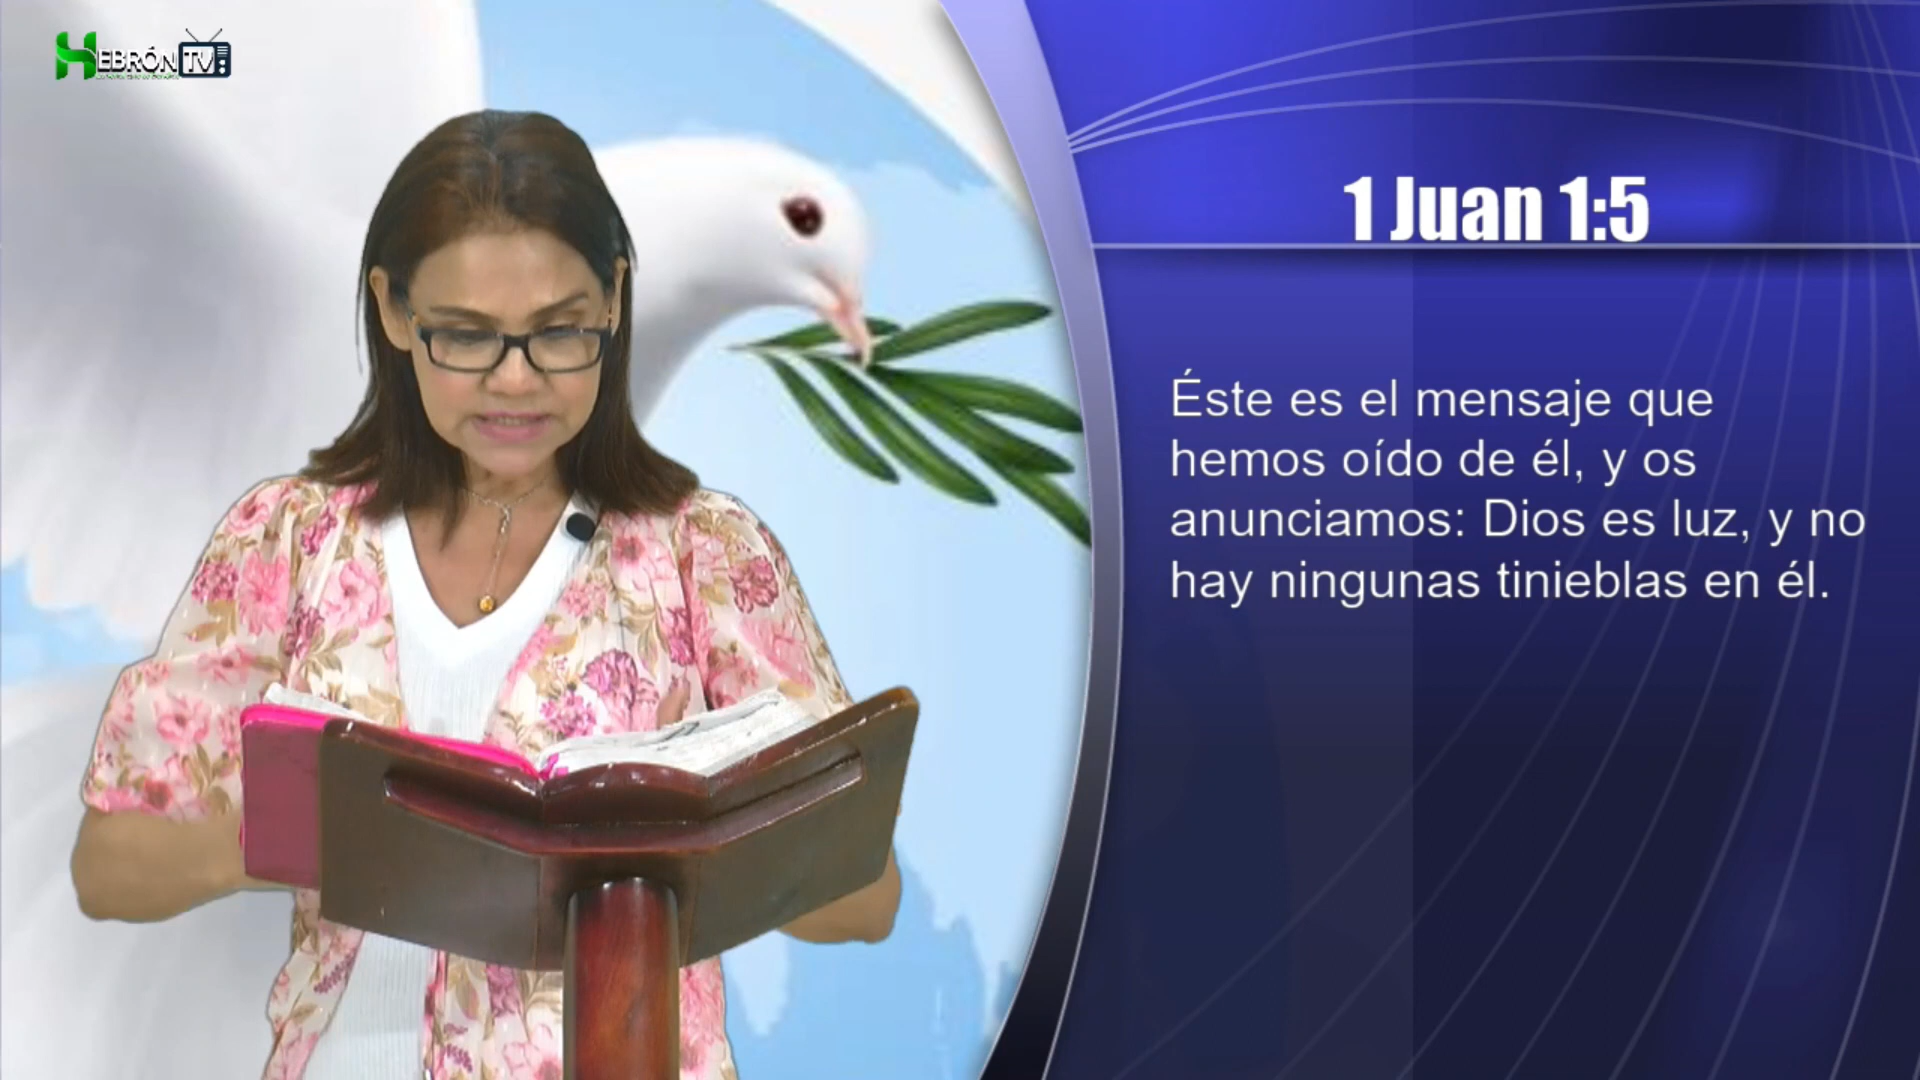 HEBRÓN TV
1 Juan 1:5
Éste es el mensaje que
hemos oído de él, y os
anunciamos: Dios es luz, y no
hay ningunas tinieblas en él.